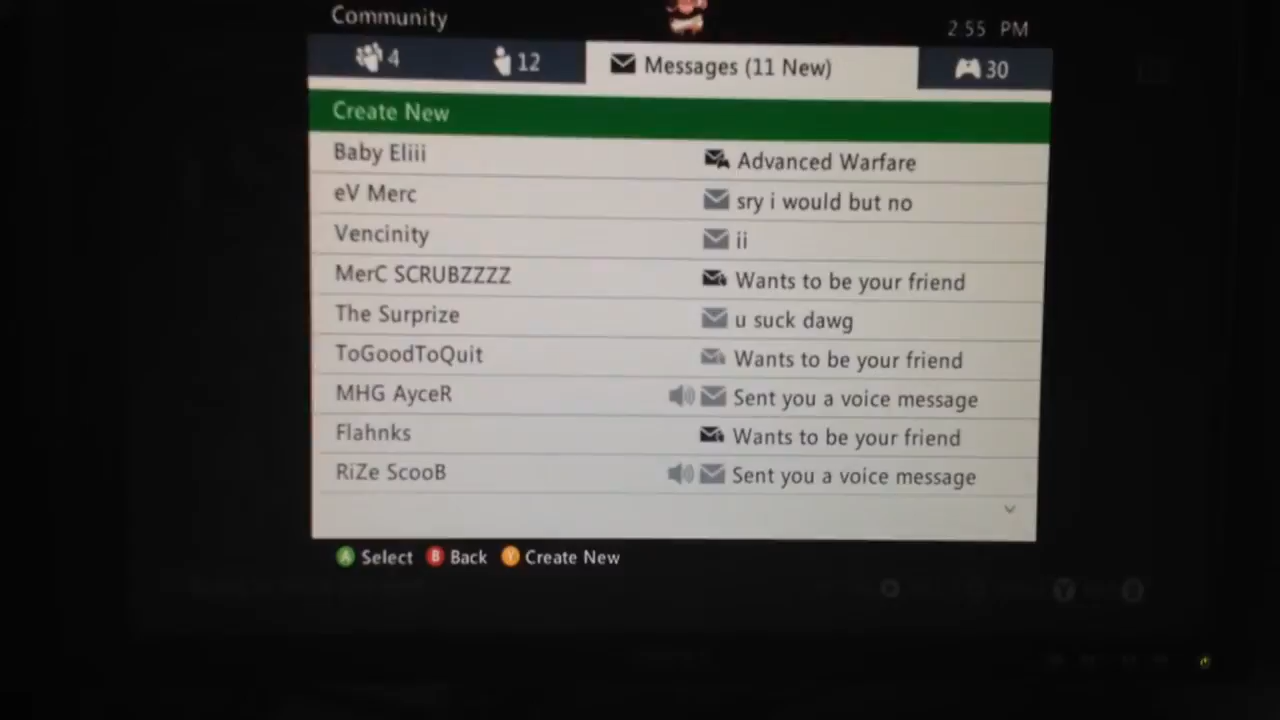 Community
2 55 PM
4
12
Messages (11 New)
30
Create New
Baby Eliii Advanced Warfare
eV Merc sry i would but no
Vencinity ii
MerC SCRUBZZZZ Wants to be your friend
The Surprize u suck dawg
ToGoodToQuit Wants to be your friend
MHG AyceR Sent you a voice message
Flahnks Wants to be your friend
RiZe ScooB Sent you a voice message
A Select B Back Y Create New